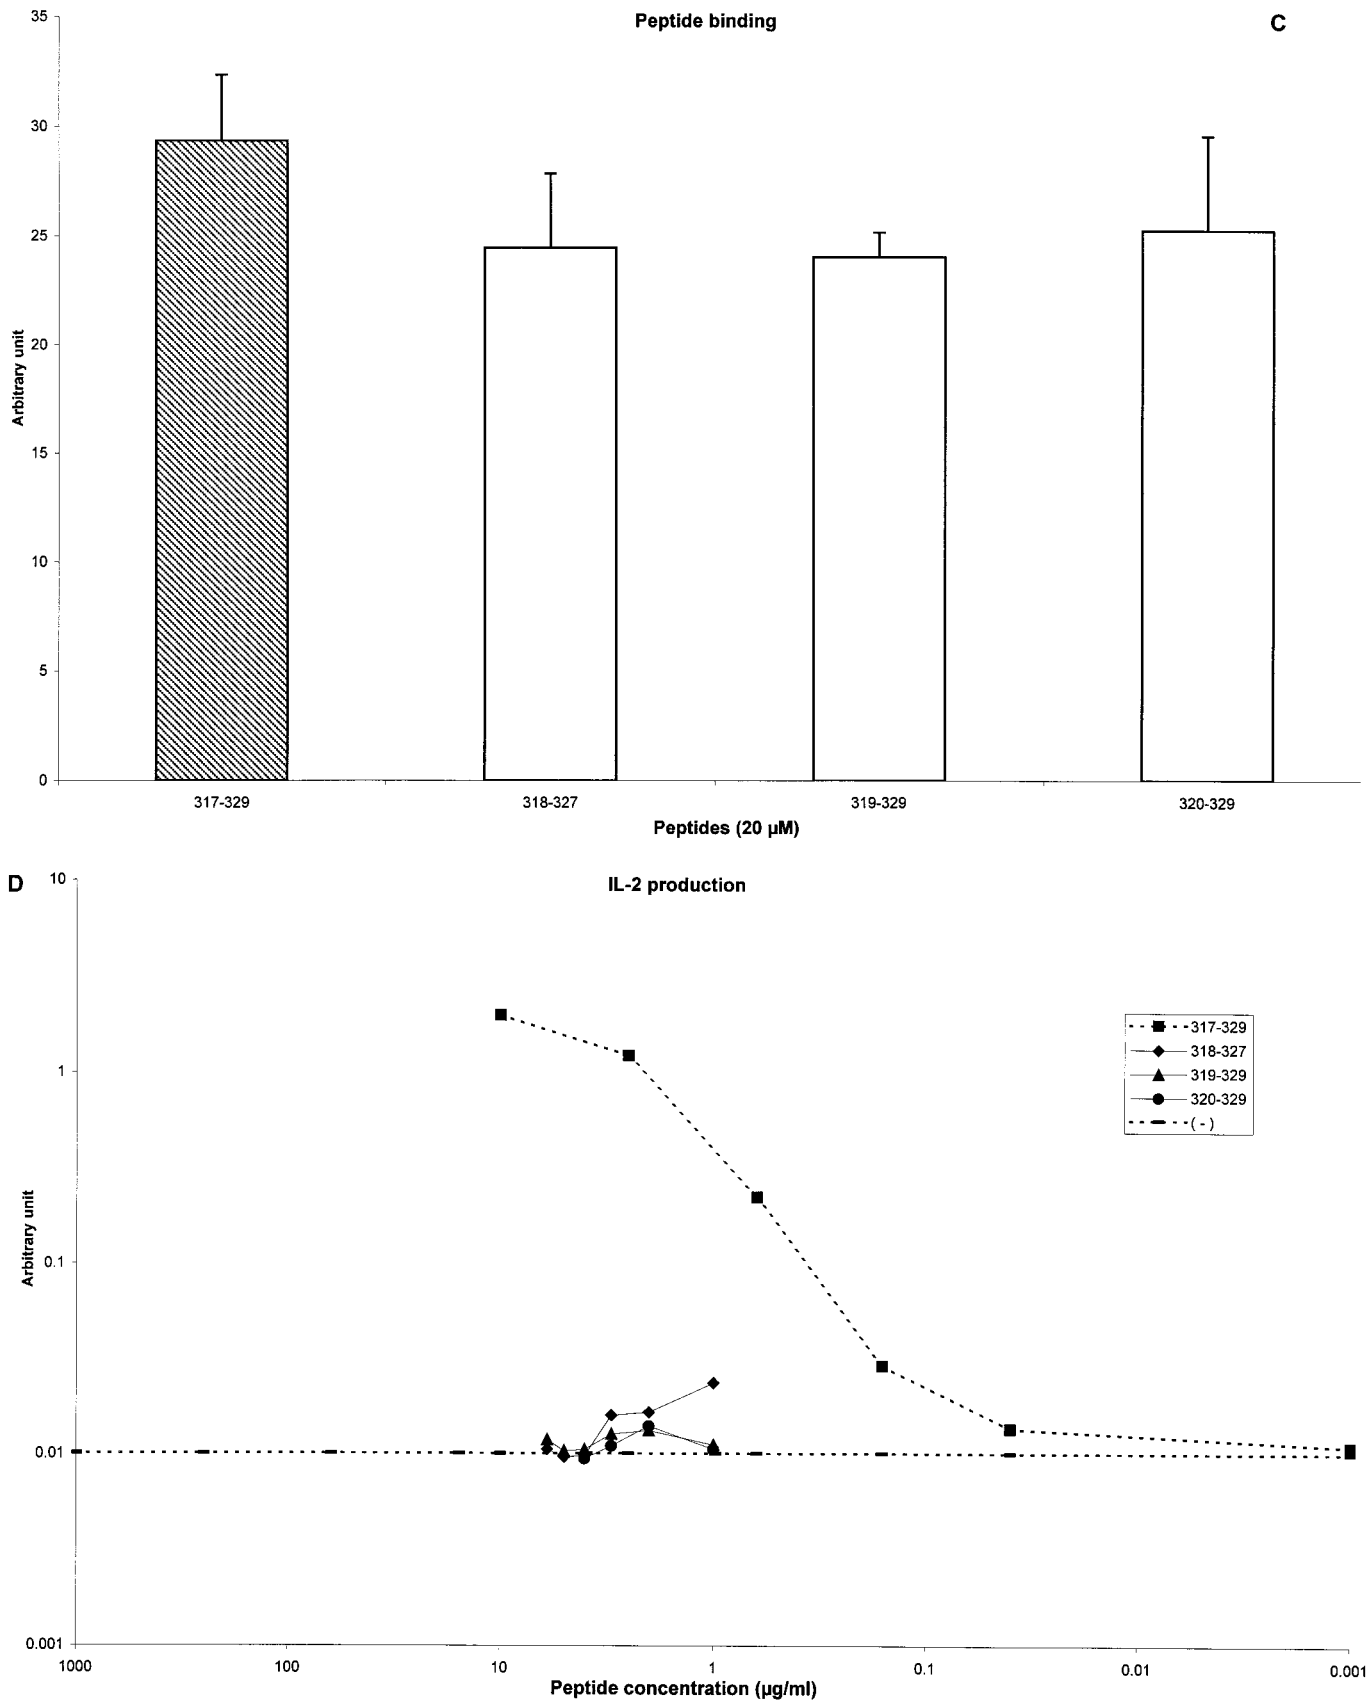 Peptide binding
C
35
30
25
20
15
10
5
0
Arbitrary unit
317-329 318-327 319-329 320-329
Peptides (20 µM)
D
IL-2 production
10
1
0.1
0.01
0.001
Arbitrary unit
317-329
318-327
319-329
320-329
( - )
1000 100 10 1 0.1 0.01 0.001
Peptide concentration (µg/ml)